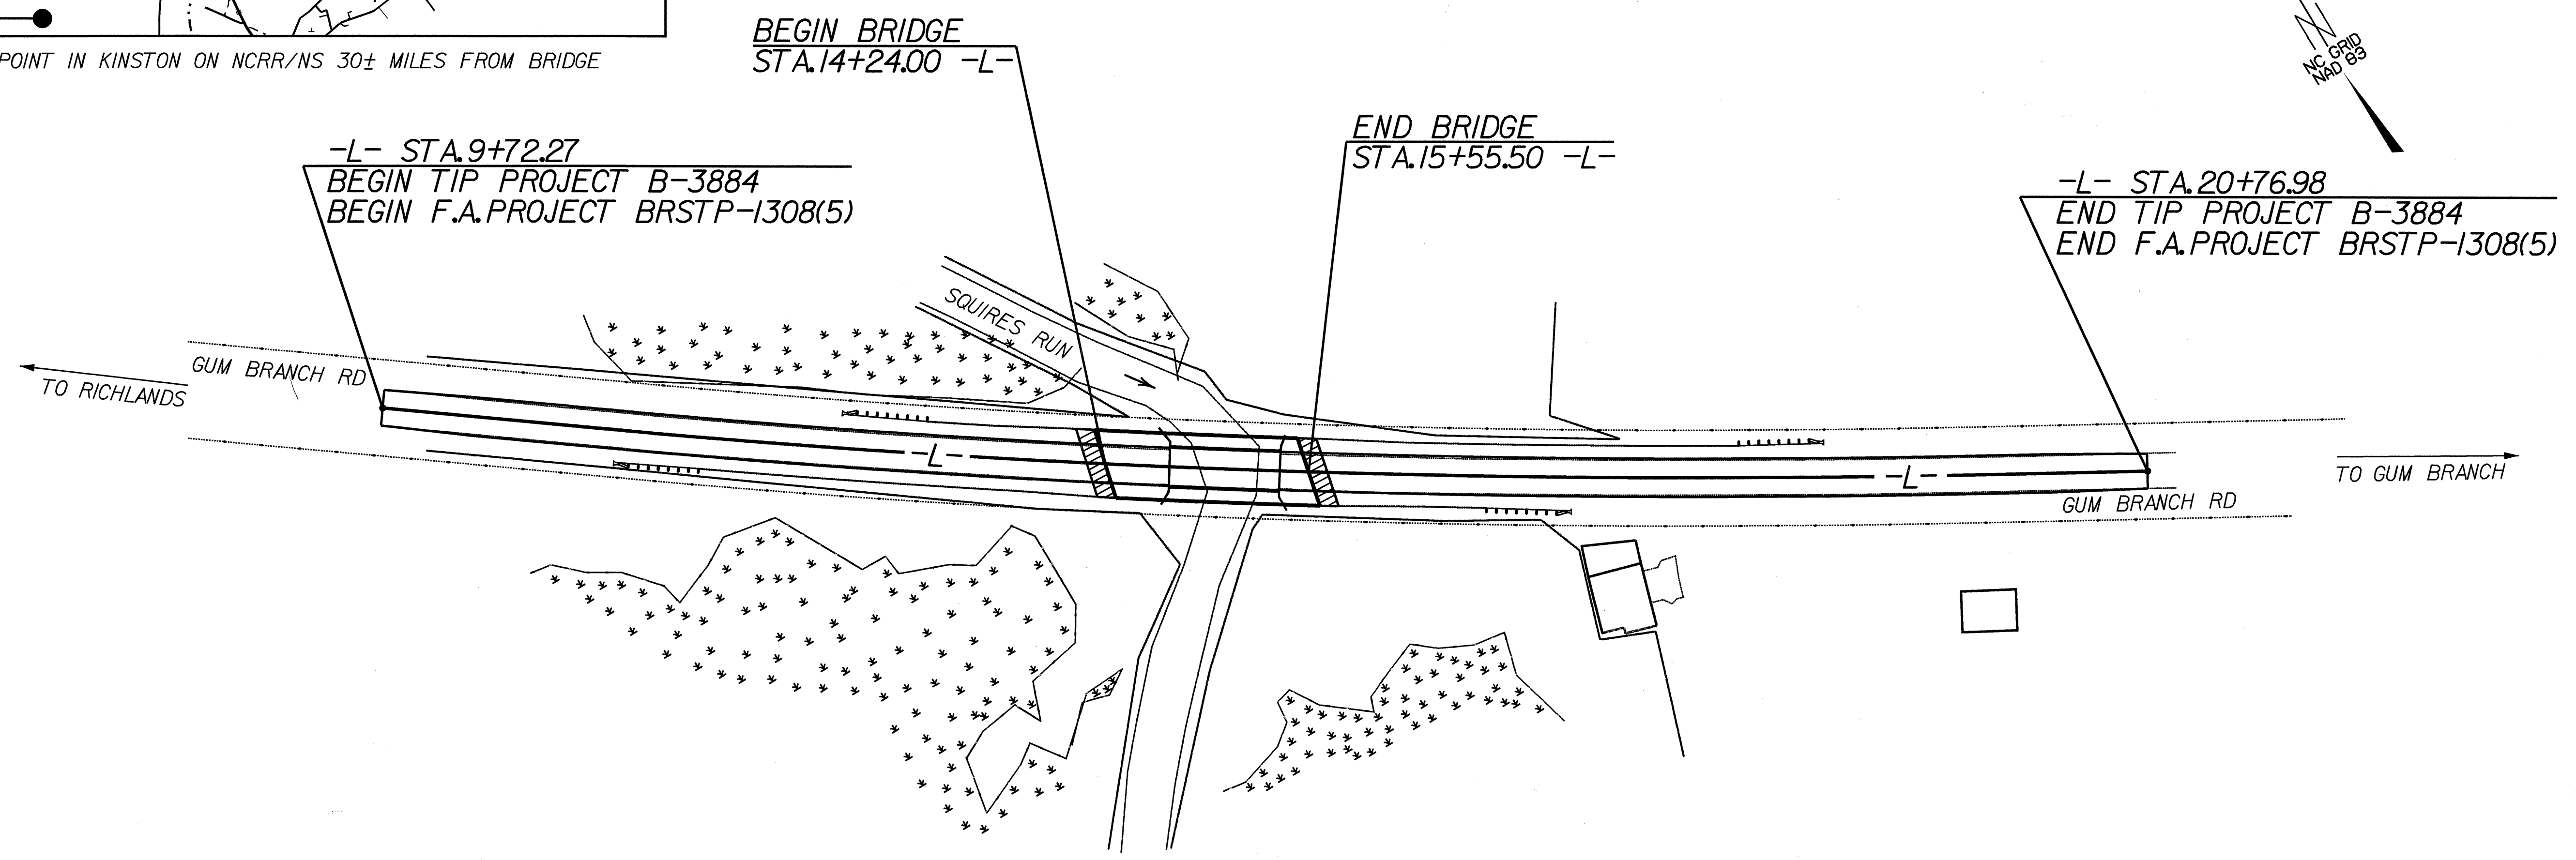 POINT IN KINSTON ON NCRR/NS 30± MILES FROM BRIDGE
BEGIN BRIDGE
STA.14+24.00 -L-
NC GRID
NAD 83
END BRIDGE
STA.15+55.50 -L-
-L- STA.9+72.27
BEGIN TIP PROJECT B-3884
BEGIN F.A.PROJECT BRSTP-1308(5)
-L- STA.20+76.98
END TIP PROJECT B-3884
END F.A.PROJECT BRSTP-1308(5)
SQUIRES RUN
GUM BRANCH RD
TO RICHLANDS
-L-
-L-
TO GUM BRANCH
GUM BRANCH RD